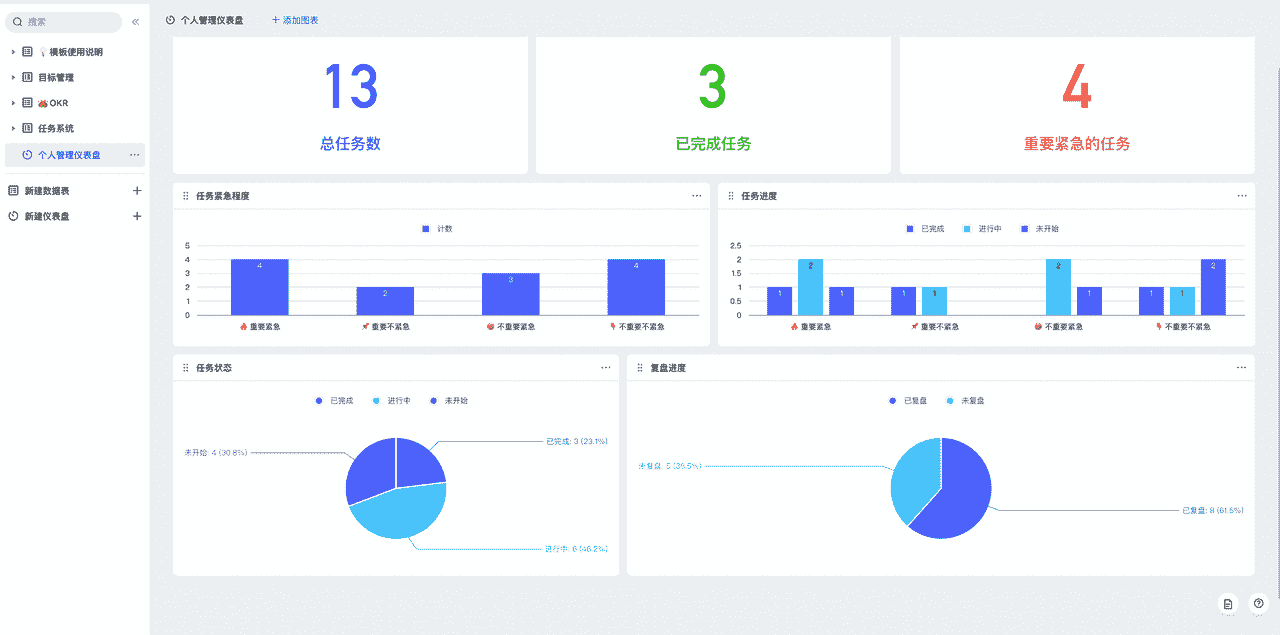 搜索
模板使用说明
目标管理
OKR
任务系统
个人管理仪表盘
新建数据表
新建仪表盘
个人管理仪表盘
+ 添加图表
13
总任务数
3
已完成任务
4
重要紧急的任务
任务紧急程度
计数
5
4
3
2
1
0
4
2
3
4
重要紧急
重要不紧急
不重要紧急
不重要不紧急
任务进度
已完成 进行中 未开始
2.5
2
1.5
1
0.5
0
1 2 1
1 1
2 1
1 1 2
重要紧急
重要不紧急
不重要紧急
不重要不紧急
任务状态
已完成 进行中 未开始
已完成: 3 (23.1%)
未开始: 4 (30.8%)
进行中: 6 (46.2%)
复盘进度
已复盘 未复盘
未复盘: 5 (38.5%)
已复盘: 8 (61.5%)